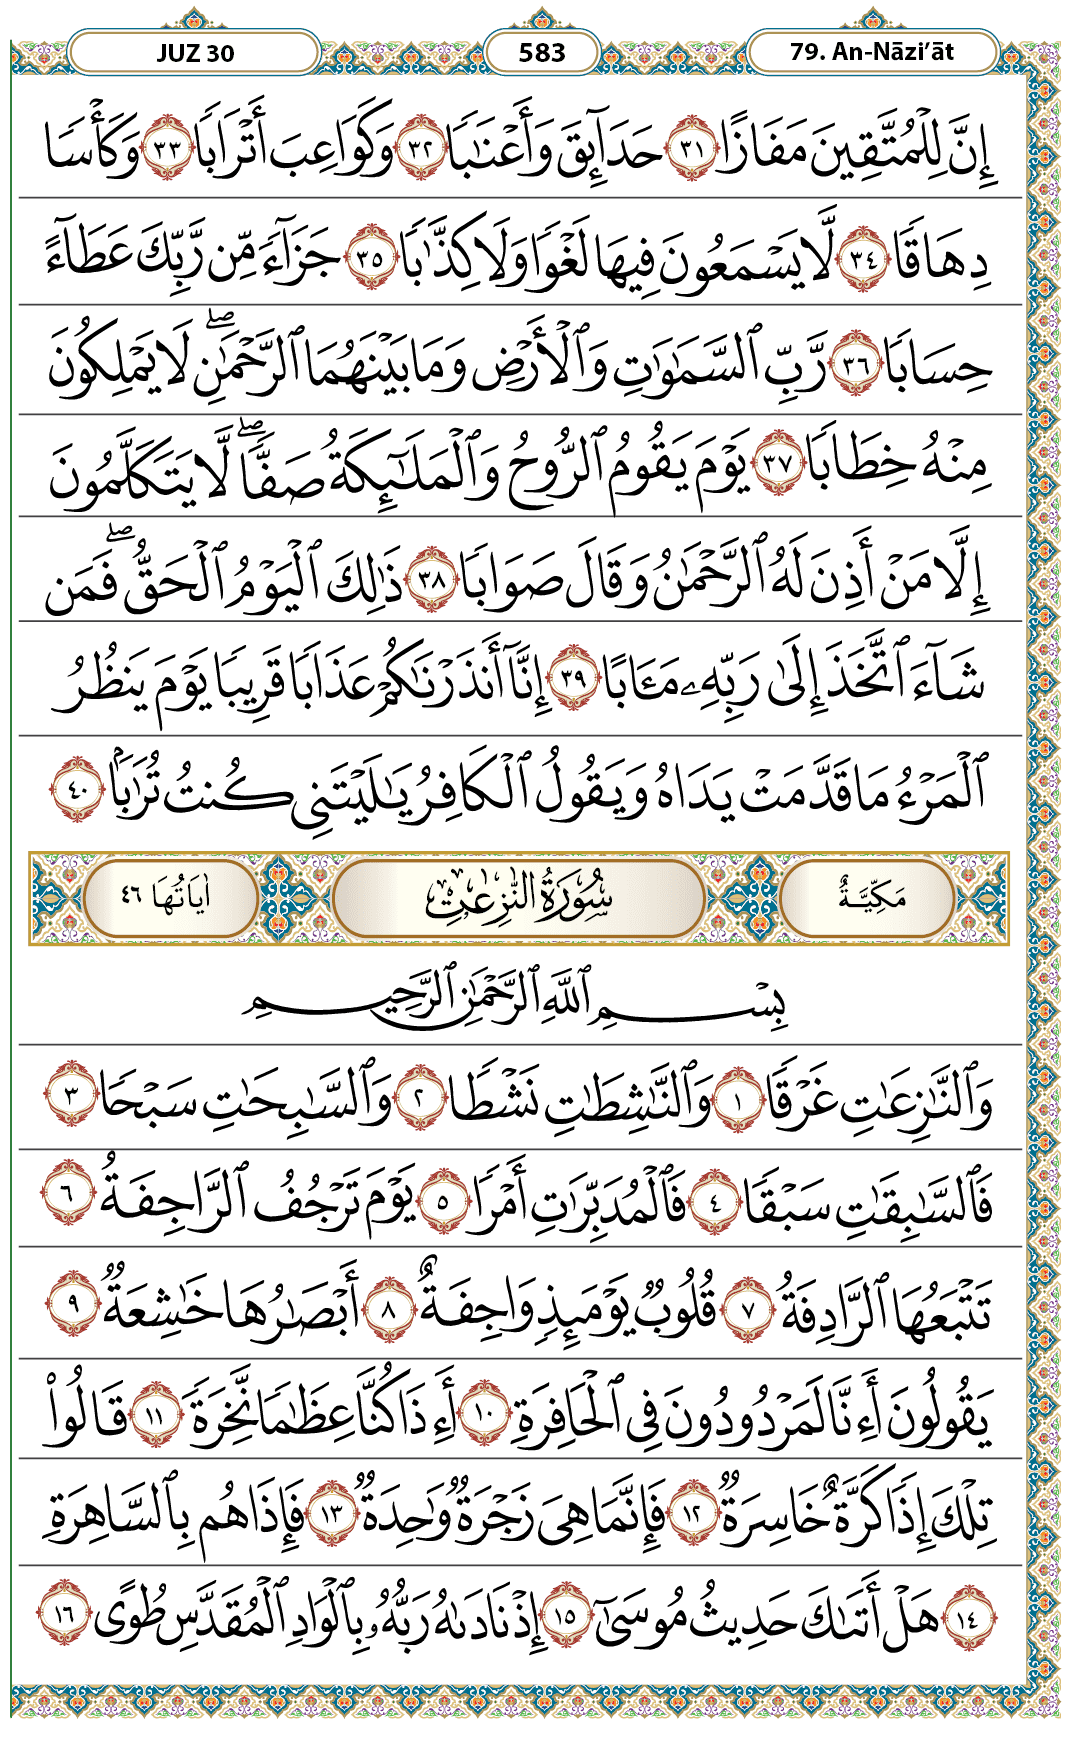 JUZ 30
583
79. An-Nāzi’āt
إِنَّ لِلْمُتَّقِينَ مَفَازًا ٣١ حَدَآئِقَ وَأَعْنَٰبًا ٣٢ وَكَوَاعِبَ أَتْرَابًا ٣٣ وَكَأْسًا
دِهَاقًا ٣٤ لَّا يَسْمَعُونَ فِيهَا لَغْوًا وَلَا كِذَّٰبًا ٣٥ جَزَآءً مِّن رَّبِّكَ عَطَآءً
حِسَابًا ٣٦ رَّبِّ ٱلسَّمَٰوَٰتِ وَٱلْأَرْضِ وَمَا بَيْنَهُمَا ٱلرَّحْمَٰنِ ۖ لَا يَمْلِكُونَ
مِنْهُ خِطَابًا ٣٧ يَوْمَ يَقُومُ ٱلرُّوحُ وَٱلْمَلَٰٓئِكَةُ صَفًّا ۖ لَّا يَتَكَلَّمُونَ
إِلَّا مَنْ أَذِنَ لَهُ ٱلرَّحْمَٰنُ وَقَالَ صَوَابًا ٣٨ ذَٰلِكَ ٱلْيَوْمُ ٱلْحَقُّ ۖ فَمَن
شَآءَ ٱتَّخَذَ إِلَىٰ رَبِّهِۦ مَـَٔابًا ٣٩ إِنَّآ أَنذَرْنَٰكُمْ عَذَابًا قَرِيبًا يَوْمَ يَنظُرُ
ٱلْمَرْءُ مَا قَدَّمَتْ يَدَاهُ وَيَقُولُ ٱلْكَافِرُ يَٰلَيْتَنِى كُنتُ تُرَٰبًۢا ٤٠
مَكِّيَّةٌ
سُورَةُ النّٰزِعٰتِ
اٰيَاتُهَا ٤٦
بِسْمِ ٱللَّهِ ٱلرَّحْمَٰنِ ٱلرَّحِيمِ
وَٱلنَّٰزِعَٰتِ غَرْقًا ١ وَٱلنَّٰشِطَٰتِ نَشْطًا ٢ وَٱلسَّٰبِحَٰتِ سَبْحًا ٣
فَٱلسَّٰبِقَٰتِ سَبْقًا ٤ فَٱلْمُدَبِّرَٰتِ أَمْرًا ٥ يَوْمَ تَرْجُفُ ٱلرَّاجِفَةُ ٦
تَتْبَعُهَا ٱلرَّادِفَةُ ٧ قُلُوبٌ يَوْمَئِذٍ وَاجِفَةٌ ٨ أَبْصَٰرُهَا خَٰشِعَةٌ ٩
يَقُولُونَ أَءِنَّا لَمَرْدُودُونَ فِى ٱلْحَافِرَةِ ١٠ أَءِذَا كُنَّا عِظَٰمًا نَّخِرَةً ١١ قَالُوا۟
تِلْكَ إِذًا كَرَّةٌ خَاسِرَةٌ ١٢ فَإِنَّمَا هِىَ زَجْرَةٌ وَٰحِدَةٌ ١٣ فَإِذَا هُم بِٱلسَّاهِرَةِ
١٤ هَلْ أَتَىٰكَ حَدِيثُ مُوسَىٰٓ ١٥ إِذْ نَادَىٰهُ رَبُّهُۥ بِٱلْوَادِ ٱلْمُقَدَّسِ طُوًى ١٦